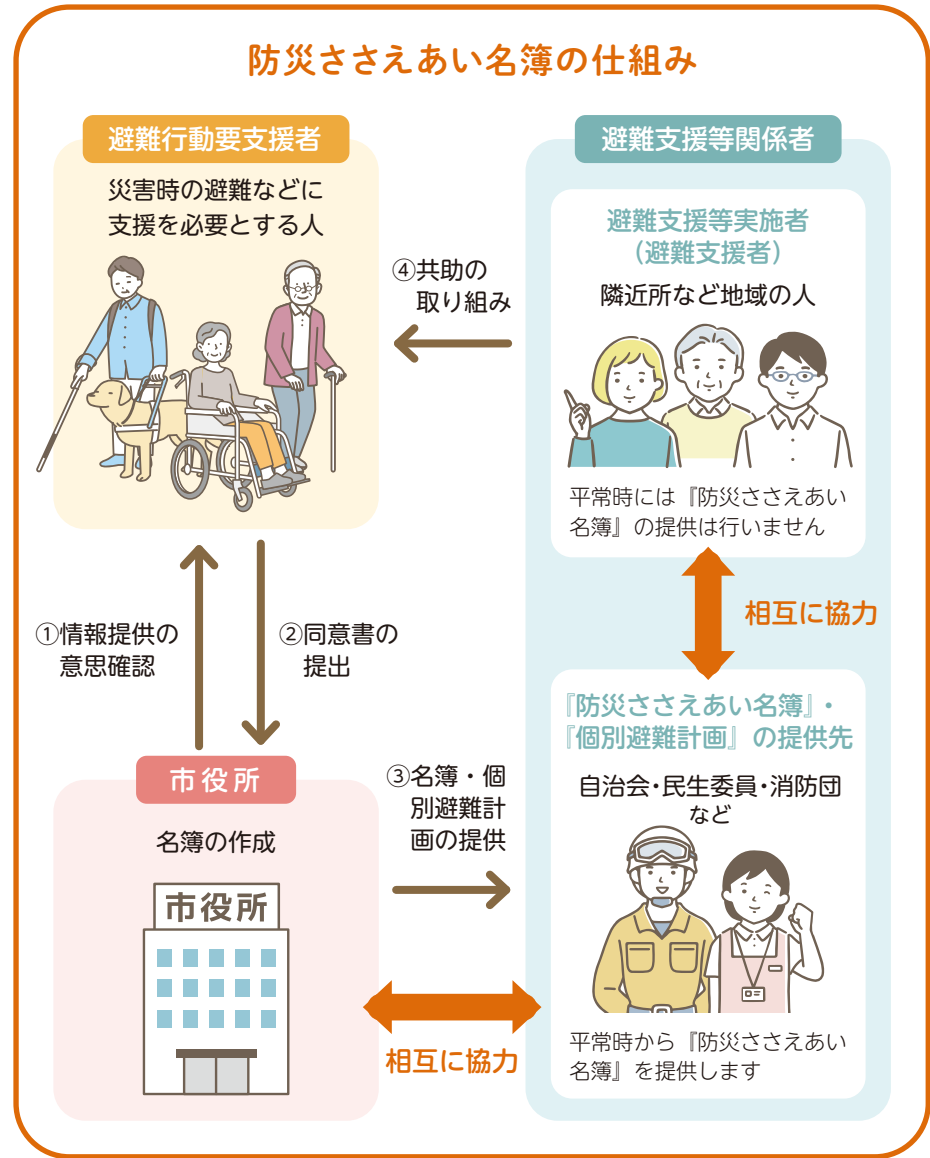 防災ささえあい名簿の仕組み
避難行動要支援者
災害時の避難などに
支援を必要とする人
避難支援等関係者
避難支援等実施者
(避難支援者)
隣近所など地域の人
平常時には『防災ささえあい
名簿』の提供は行いません
④共助の
取り組み
①情報提供の
意思確認
②同意書の
提出
相互に協力
『防災ささえあい名簿』・
『個別避難計画』の提供先
自治会・民生委員・消防団
など
平常時から『防災ささえあい
名簿』を提供します
市役所
名簿の作成
市役所
③名簿・個
別避難計
画の提供
相互に協力